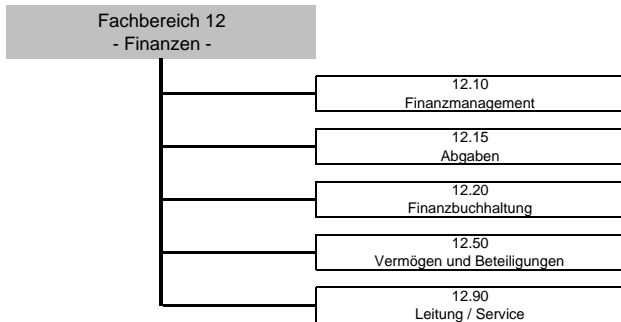 Fachbereich 12
- Finanzen -
12.10
Finanzmanagement
12.15
Abgaben
12.20
Finanzbuchhaltung
12.50
Vermögen und Beteiligungen
12.90
Leitung / Service